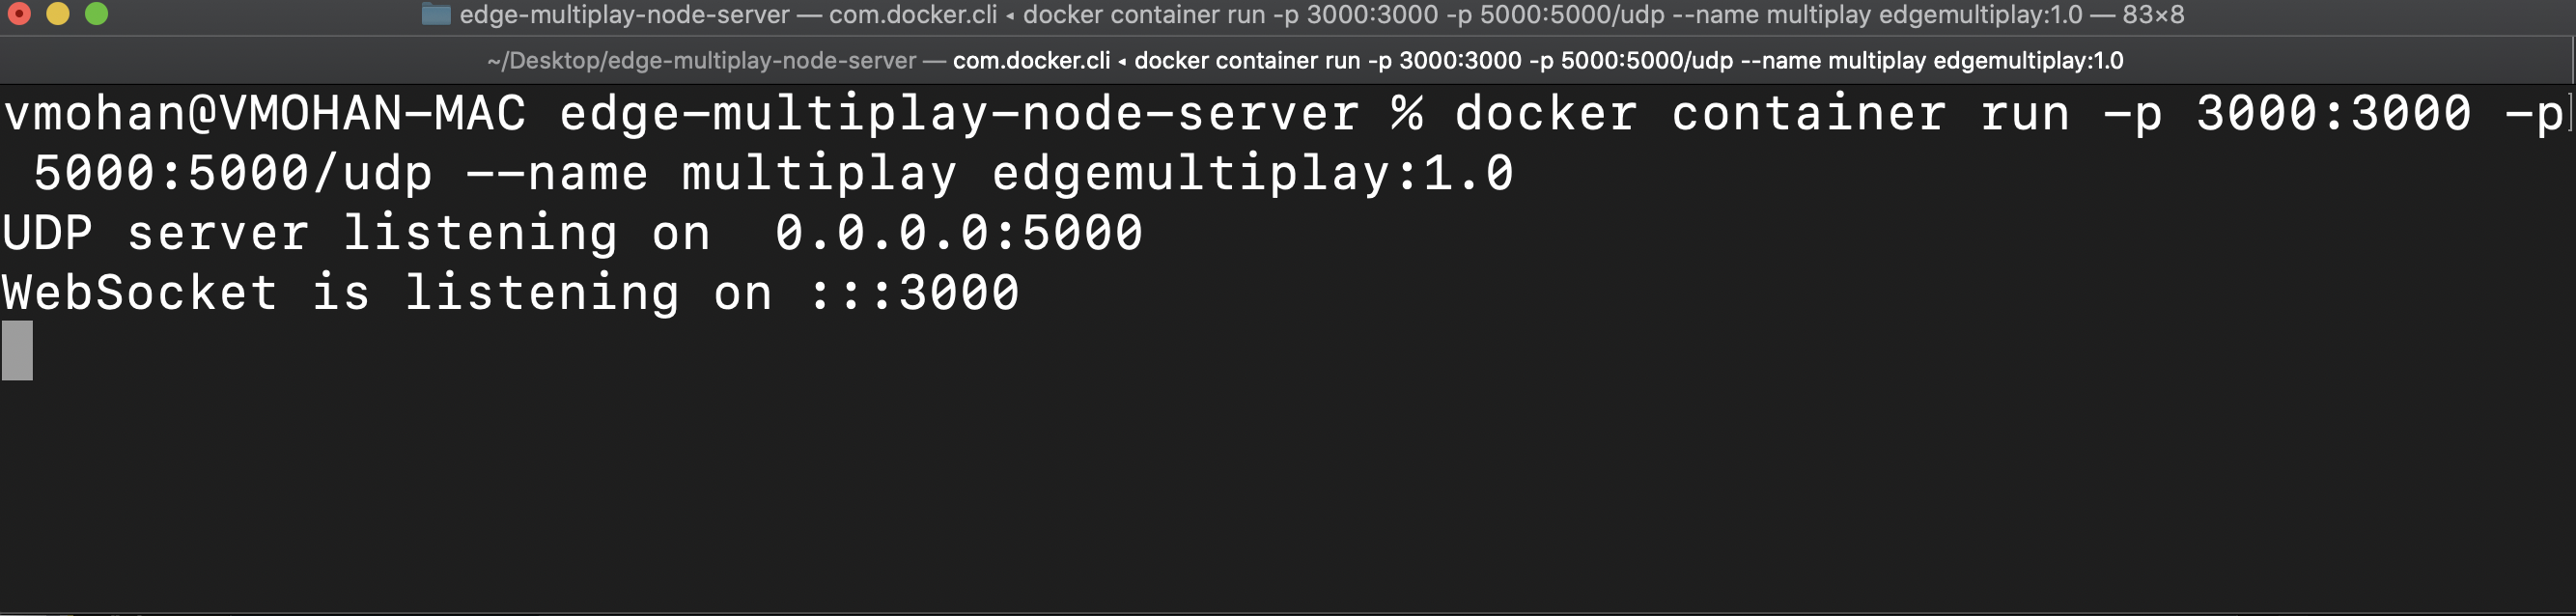 edge-multiplay-node-server — com.docker.cli ◂ docker container run -p 3000:3000 -p 5000:5000/udp --name multiplay edgemultiplay:1.0 — 83×8
~/Desktop/edge-multiplay-node-server — com.docker.cli ◂ docker container run -p 3000:3000 -p 5000:5000/udp --name multiplay edgemultiplay:1.0
vmohan@VMOHAN-MAC edge-multiplay-node-server % docker container run -p 3000:3000 -p
5000:5000/udp --name multiplay edgemultiplay:1.0
UDP server listening on  0.0.0.0:5000
WebSocket is listening on :::3000